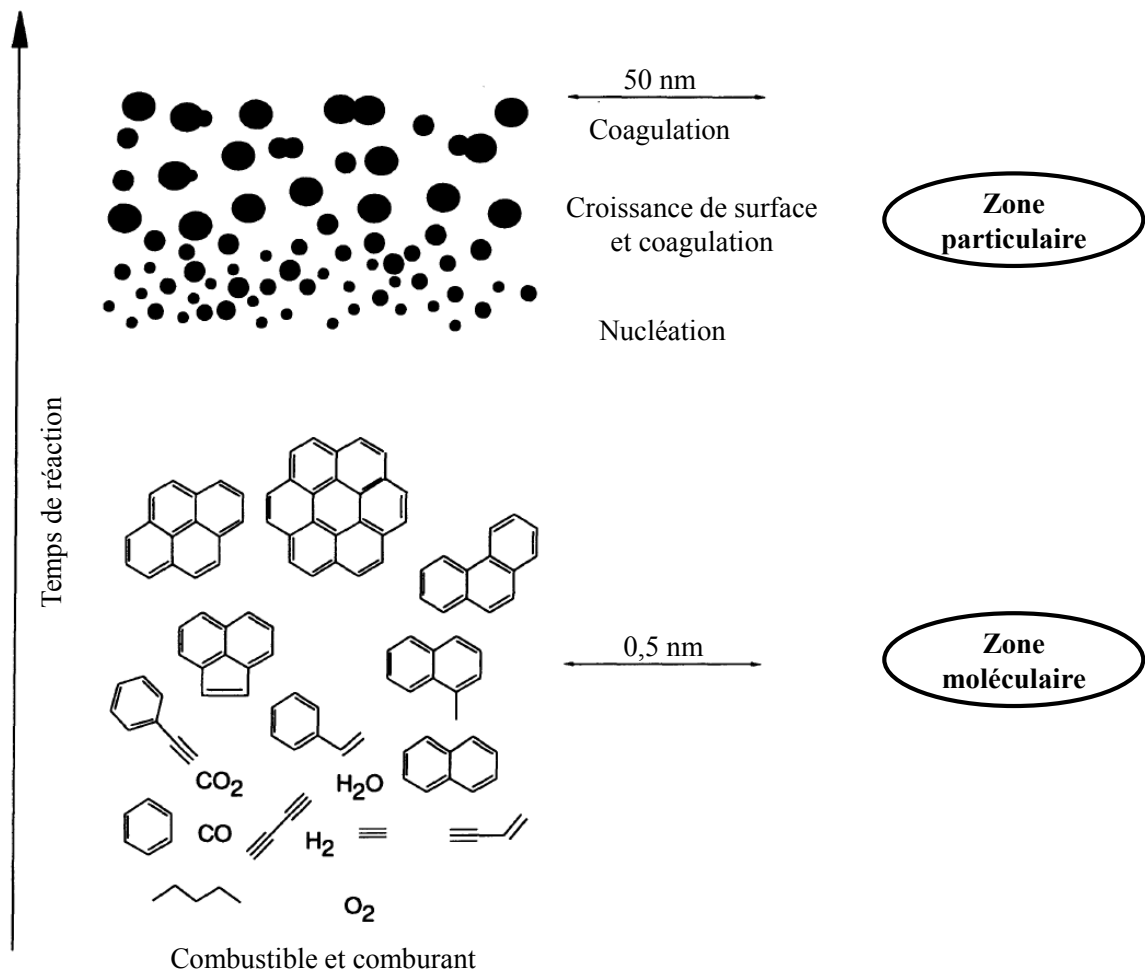 50 nm
Coagulation
Croissance de surface
et coagulation
Zone
particulaire
Nucléation
Temps de réaction
0,5 nm
Zone
moléculaire
CO2
H2O
CO
H2
O2
Combustible et comburant